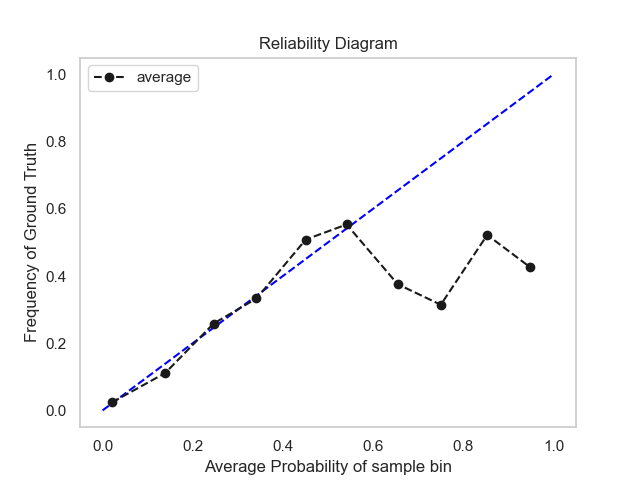 Reliability Diagram
average
1.0
0.8
0.6
0.4
0.2
0.0
Frequency of Ground Truth
0.0 0.2 0.4 0.6 0.8 1.0
Average Probability of sample bin